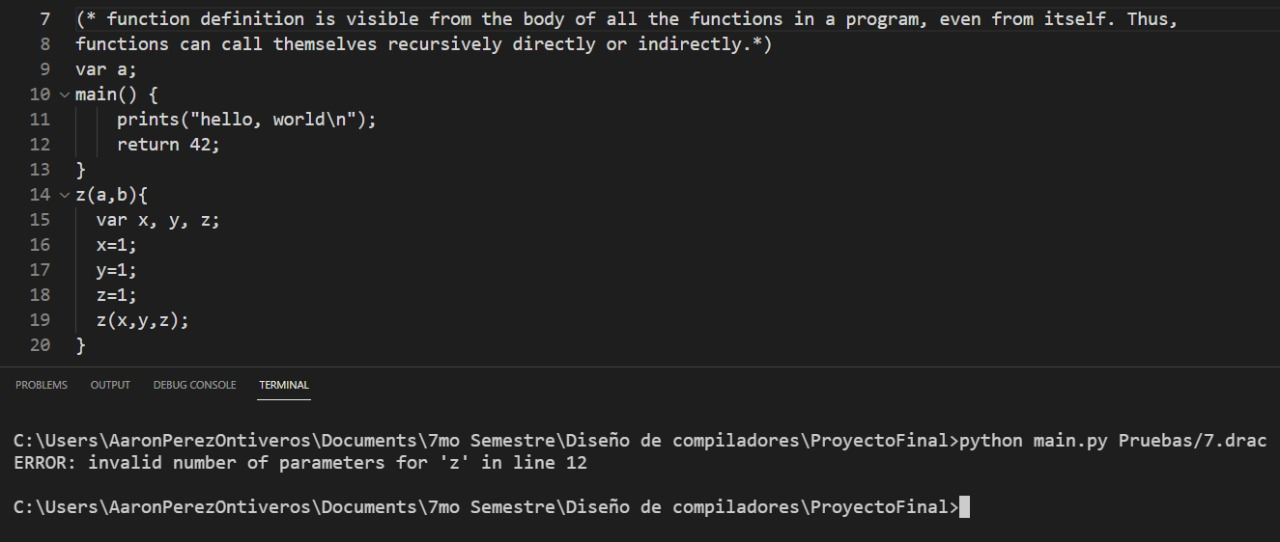 7 (* function definition is visible from the body of all the functions in a program, even from itself. Thus,
8 functions can call themselves recursively directly or indirectly.*)
9 var a;
10 main() {
11 prints("hello, world\n");
12 return 42;
13 }
14 z(a,b){
15 var x, y, z;
16 x=1;
17 y=1;
18 z=1;
19 z(x,y,z);
20 }
PROBLEMS OUTPUT DEBUG CONSOLE TERMINAL
C:\Users\AaronPerezOntiveros\Documents\7mo Semestre\Diseño de compiladores\ProyectoFinal>python main.py Pruebas/7.drac
ERROR: invalid number of parameters for 'z' in line 12
C:\Users\AaronPerezOntiveros\Documents\7mo Semestre\Diseño de compiladores\ProyectoFinal>